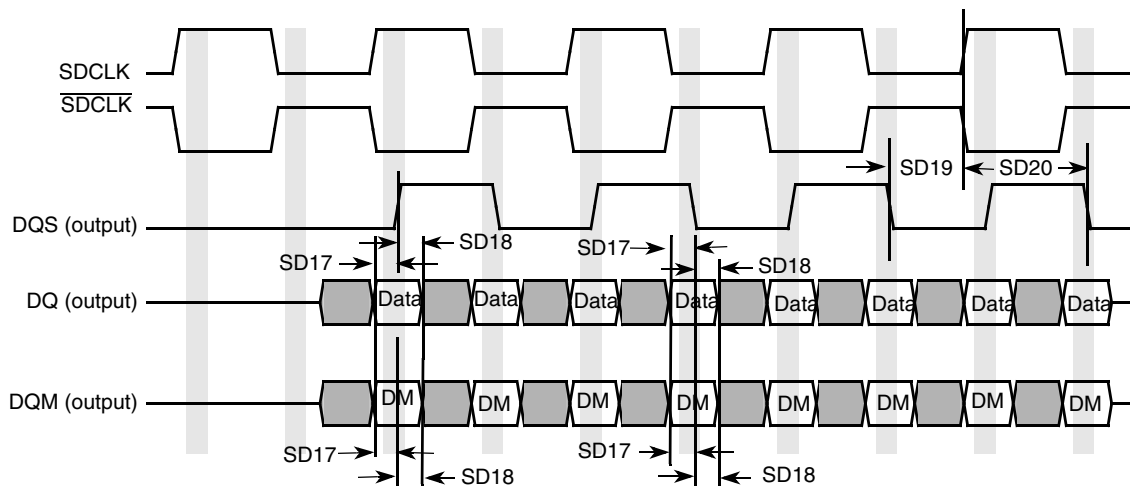 SDCLK
SDCLK
SD19 SD20
DQS (output)
SD18 SD17
SD17 SD18
DQ (output) Data Data Data Data Data Data Data Data
DQM (output) DM DM DM DM DM DM DM DM
SD17 SD17
SD18 SD18